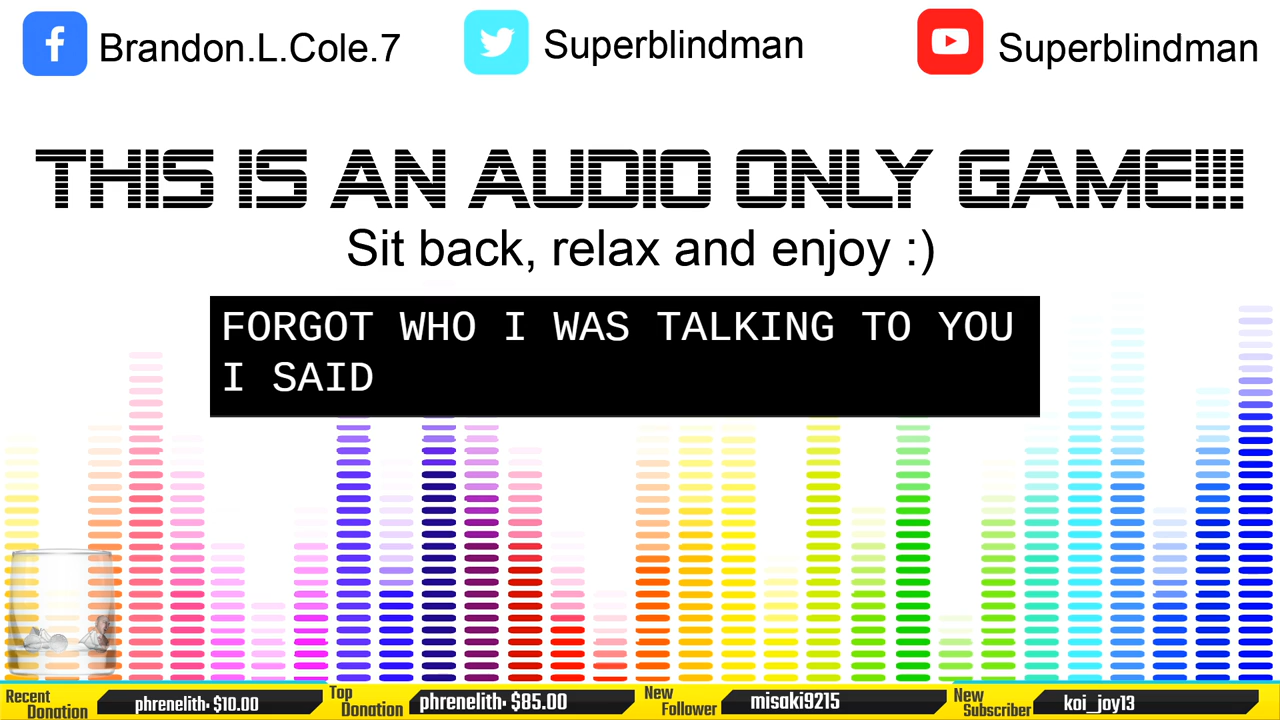 Brandon.L.Cole.7
Superblindman
Superblindman
THIS IS AN AUDIO ONLY GAME!!!
Sit back, relax and enjoy :)
FORGOT WHO I WAS TALKING TO YOU
I SAID
Recent Donation
phrenelith: $10.00
Top Donation
phrenelith: $85.00
New Follower
misaki9215
New Subscriber
koi_joy13